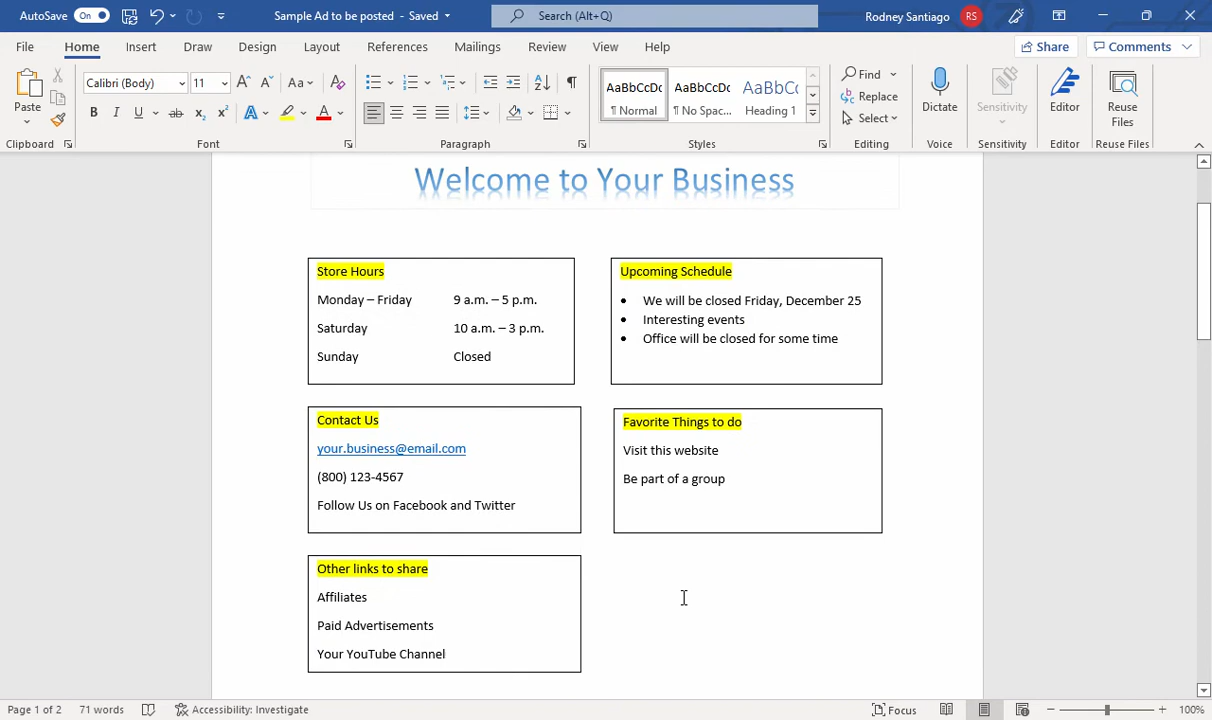 AutoSave On Sample Ad to be posted - Saved Search (Alt+Q) Rodney Santiago RS
File Home Insert Draw Design Layout References Mailings Review View Help Share Comments
Paste
Calibri (Body) 11 Aa
AaBbCcDc AaBbCcDc AaBbCc
¶ Normal ¶ No Spac... Heading 1
Find
Replace
Select
Dictate
Sensitivity
Editor
Reuse
Files
B I U ab x₂ x² A A
Clipboard Font Paragraph Styles Editing Voice Sensitivity Editor Reuse Files
Welcome to Your Business
Store Hours
Monday – Friday 9 a.m. – 5 p.m.
Saturday 10 a.m. – 3 p.m.
Sunday Closed
Upcoming Schedule
• We will be closed Friday, December 25
• Interesting events
• Office will be closed for some time
Contact Us
your.business@email.com
(800) 123-4567
Follow Us on Facebook and Twitter
Favorite Things to do
Visit this website
Be part of a group
Other links to share
Affiliates
Paid Advertisements
Your YouTube Channel
Page 1 of 2 71 words Accessibility: Investigate Focus 100%